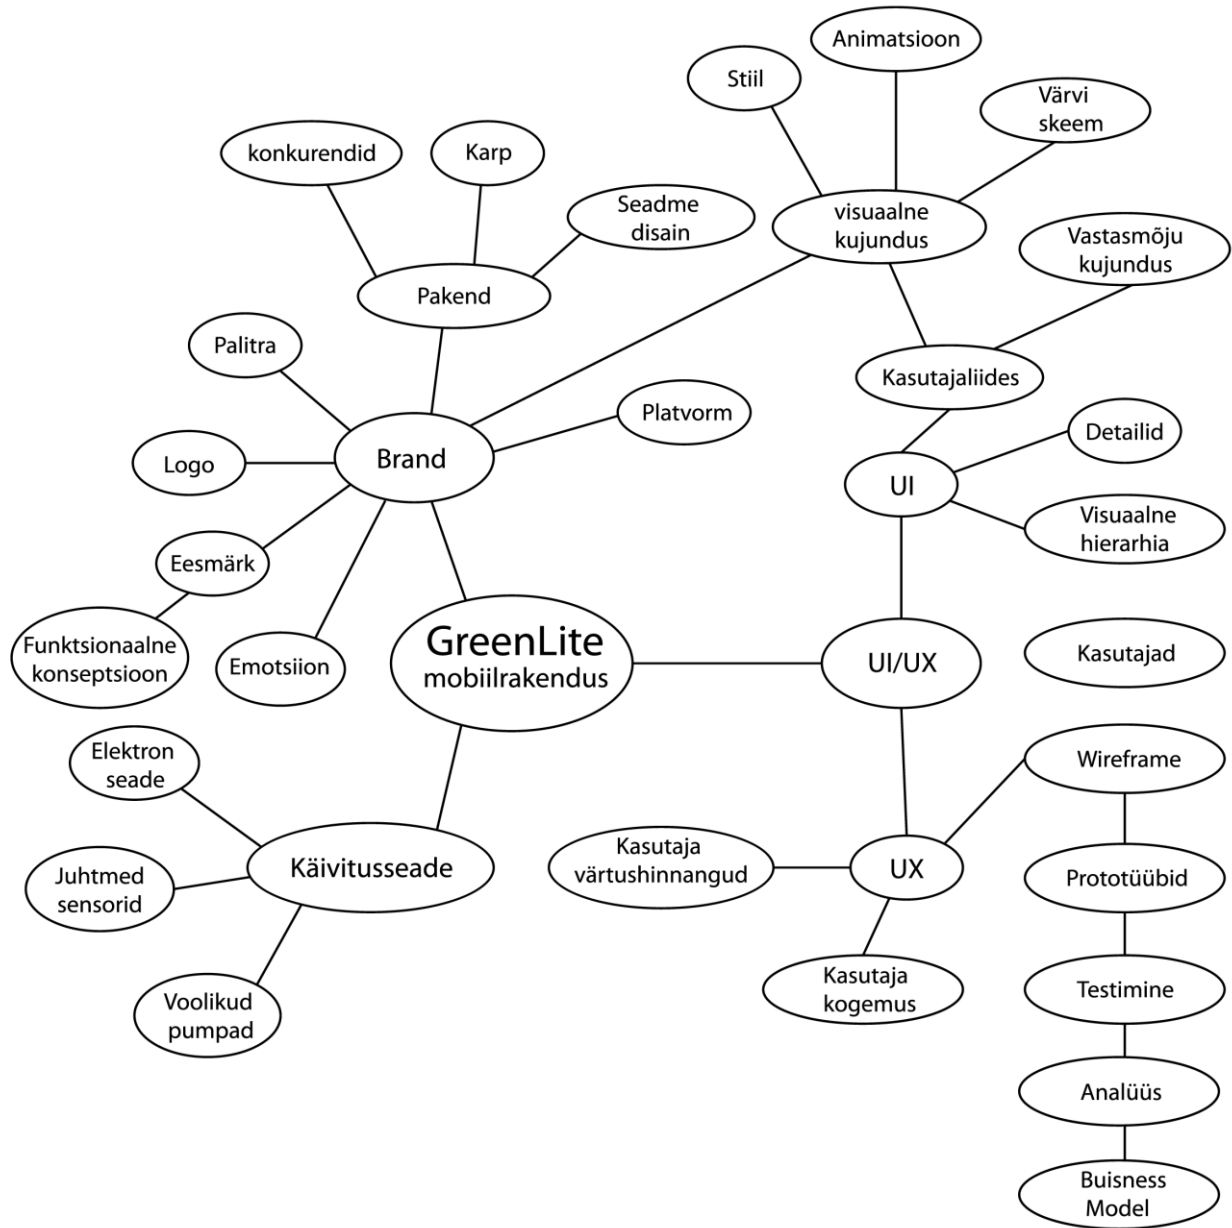 Animatsioon
Stiil
Värvi
skeem
konkurendid
Karp
Seadme
disain
visuaalne
kujundus
Vastasmõju
kujundus
Pakend
Palitra
Kasutajaliides
Platvorm
Detailid
Brand
Logo
UI
Visuaalne
hierarhia
Eesmärk
Funktsionaalne
konseptsioon
Emotsiion
GreenLite
mobiilrakendus
UI/UX
Kasutajad
Elektron
seade
Wireframe
Käivitusseade
Kasutaja
värtushinnangud
UX
Prototüübid
Juhtmed
sensorid
Kasutaja
kogemus
Testimine
Voolikud
pumpad
Analüüs
Buisness
Model